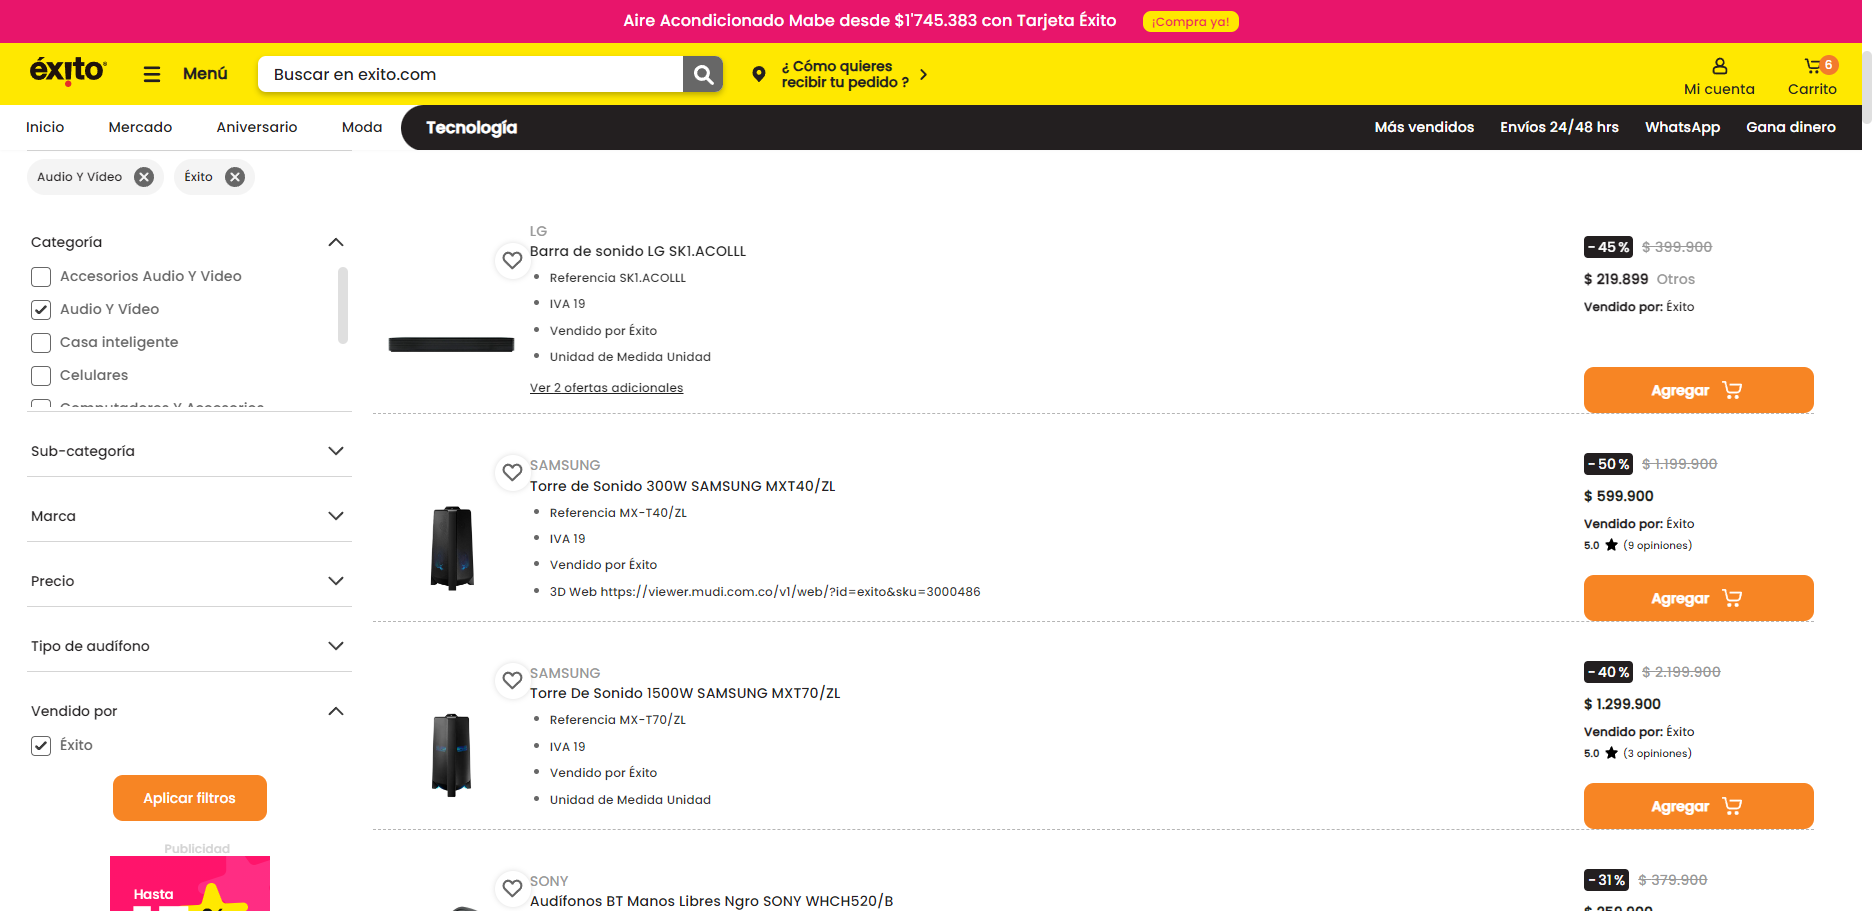 Aire Acondicionado Mabe desde $1'745.383 con Tarjeta Éxito ¡Compra ya!
éxito Menú Buscar en exito.com ¿ Cómo quieres
recibir tu pedido ? Mi cuenta 6 Carrito
Inicio Mercado Aniversario Moda Tecnología Más vendidos Envíos 24/48 hrs WhatsApp Gana dinero
Audio Y Vídeo Éxito
Categoría
Accesorios Audio Y Video
Audio Y Vídeo
Casa inteligente
Celulares
Computadores Y Accesorios
Sub-categoría
Marca
Precio
Tipo de audífono
Vendido por
Éxito
Aplicar filtros
Publicidad
Hasta
LG
Barra de sonido LG SK1.ACOLLL
Referencia SK1.ACOLLL
IVA 19
Vendido por Éxito
Unidad de Medida Unidad
Ver 2 ofertas adicionales
- 45 % $ 399.900
$ 219.899 Otros
Vendido por: Éxito
Agregar
SAMSUNG
Torre de Sonido 300W SAMSUNG MXT40/ZL
Referencia MX-T40/ZL
IVA 19
Vendido por Éxito
3D Web https://viewer.mudi.com.co/v1/web/?id=exito&sku=3000486
- 50 % $ 1.199.900
$ 599.900
Vendido por: Éxito
5.0 (9 opiniones)
Agregar
SAMSUNG
Torre De Sonido 1500W SAMSUNG MXT70/ZL
Referencia MX-T70/ZL
IVA 19
Vendido por Éxito
Unidad de Medida Unidad
- 40 % $ 2.199.900
$ 1.299.900
Vendido por: Éxito
5.0 (3 opiniones)
Agregar
SONY
Audífonos BT Manos Libres Ngro SONY WHCH520/B
- 31 % $ 379.900
$ 259.900